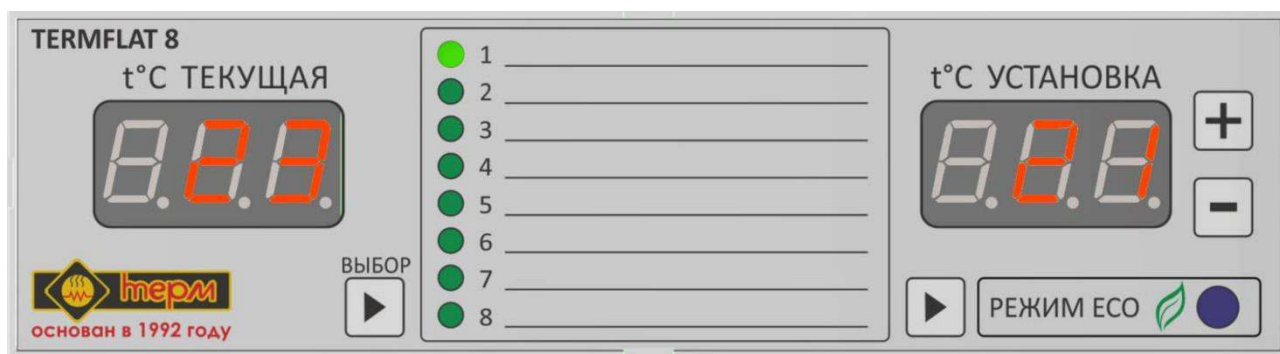 TERMFLAT 8
t°C ТЕКУЩАЯ
23
ВЫБОР
терм
основан в 1992 году
1
2
3
4
5
6
7
8
t°C УСТАНОВКА
21
+
-
РЕЖИМ ECO